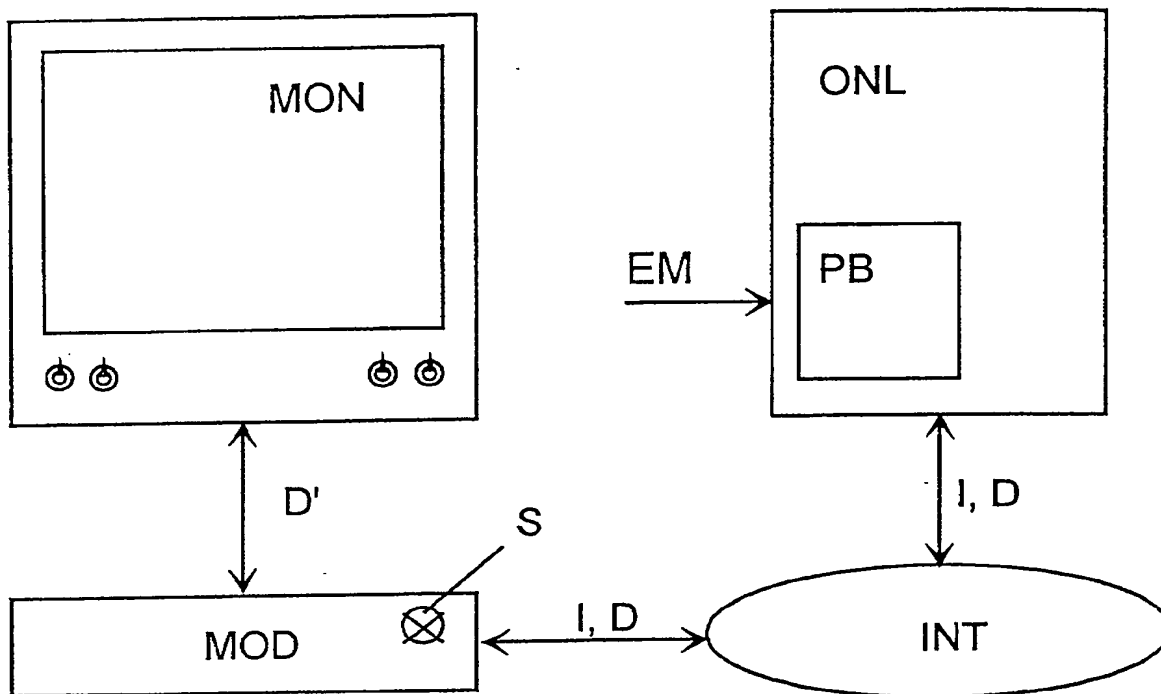 MON
ONL
EM
PB
D'
S
I, D
I, D
MOD
INT